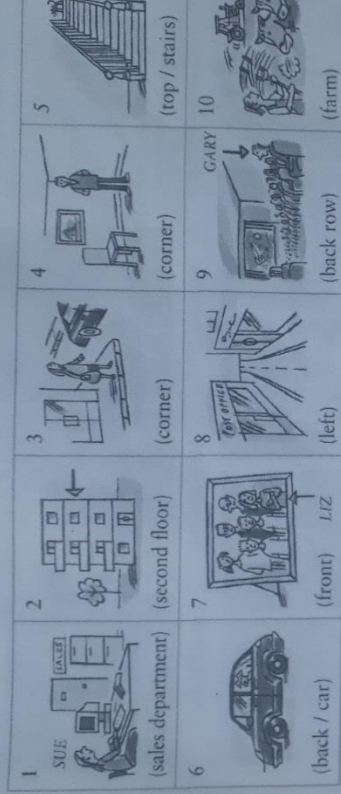 1 2 3 4 5
SUE SALES
(sales department) (second floor) (corner) (corner) (top / stairs)
6 7 8 9 10
POST OFFICE GARY
LIZ
(back / car) (front) (left) (back row) (farm)